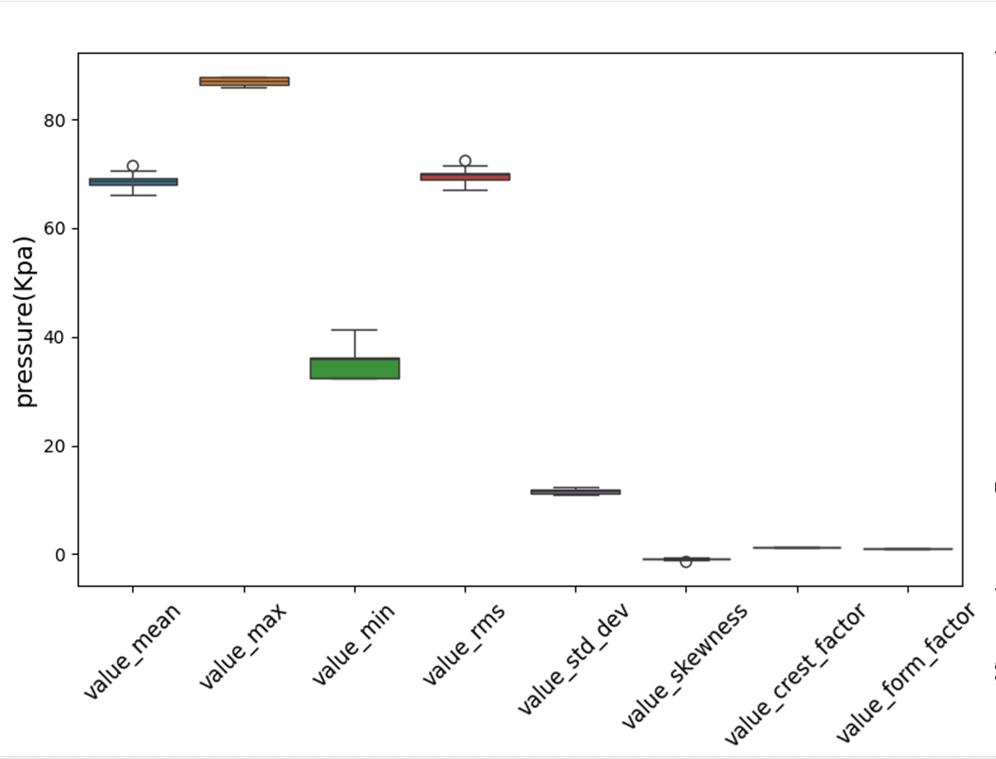 pressure(Kpa)
80
60
40
20
0
value_mean
value_max
value_min
value_rms
value_std_dev
value_skewness
value_crest_factor
value_form_factor